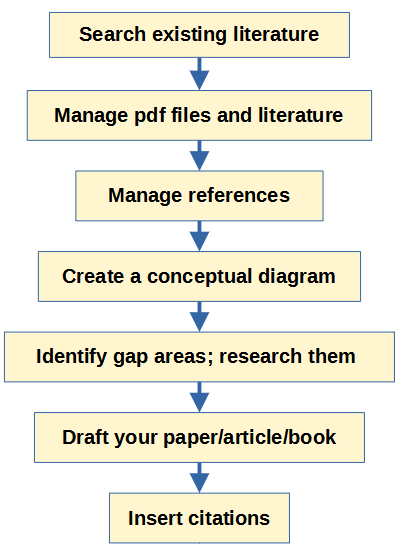 Search existing literature
Manage pdf files and literature
Manage references
Create a conceptual diagram
Identify gap areas; research them
Draft your paper/article/book
Insert citations